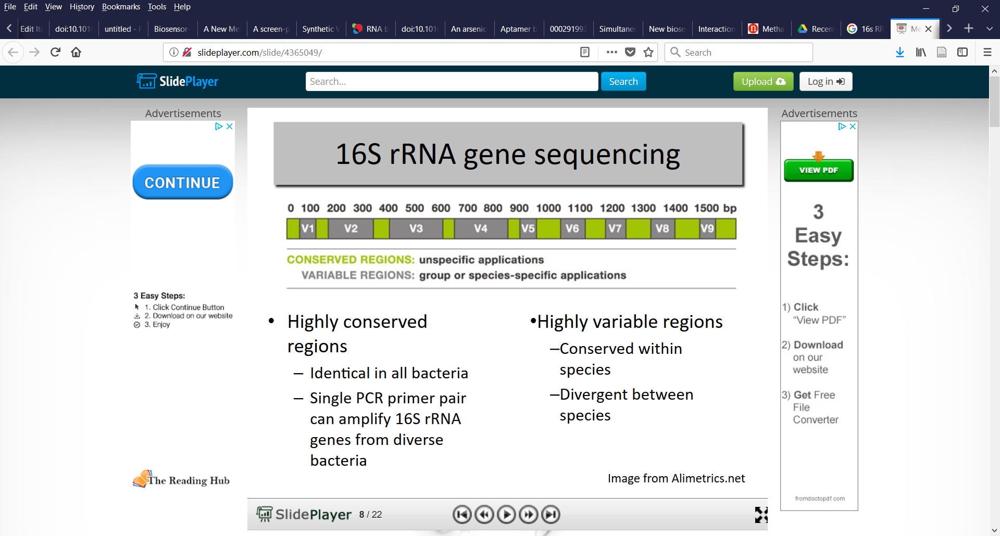 File Edit View History Bookmarks Tools Help
Edit Ite doi:10.101 untitled - Biosensor- A New Me A screen-p Synthetic RNA b doi:10.101 An arsenic Aptamer b 000291993 Simultanec New biose Interaction Metha Recen 16s RR Me
slideplayer.com/slide/4365049/ Search
SlidePlayer Search... Search Upload Log in
Advertisements
CONTINUE
3 Easy Steps:
1. Click Continue Button
2. Download on our website
3. Enjoy
The Reading Hub
16S rRNA gene sequencing
0 100 200 300 400 500 600 700 800 900 1000 1100 1200 1300 1400 1500 bp
V1 V2 V3 V4 V5 V6 V7 V8 V9
CONSERVED REGIONS: unspecific applications
VARIABLE REGIONS: group or species-specific applications
• Highly conserved
regions
– Identical in all bacteria
– Single PCR primer pair
can amplify 16S rRNA
genes from diverse
bacteria
•Highly variable regions
–Conserved within
species
–Divergent between
species
Image from Alimetrics.net
SlidePlayer 8 / 22
Advertisements
VIEW PDF
3
Easy
Steps:
1) Click
“View PDF”
2) Download
on our
website
3) Get Free
File
Converter
fromdoctopdf.com